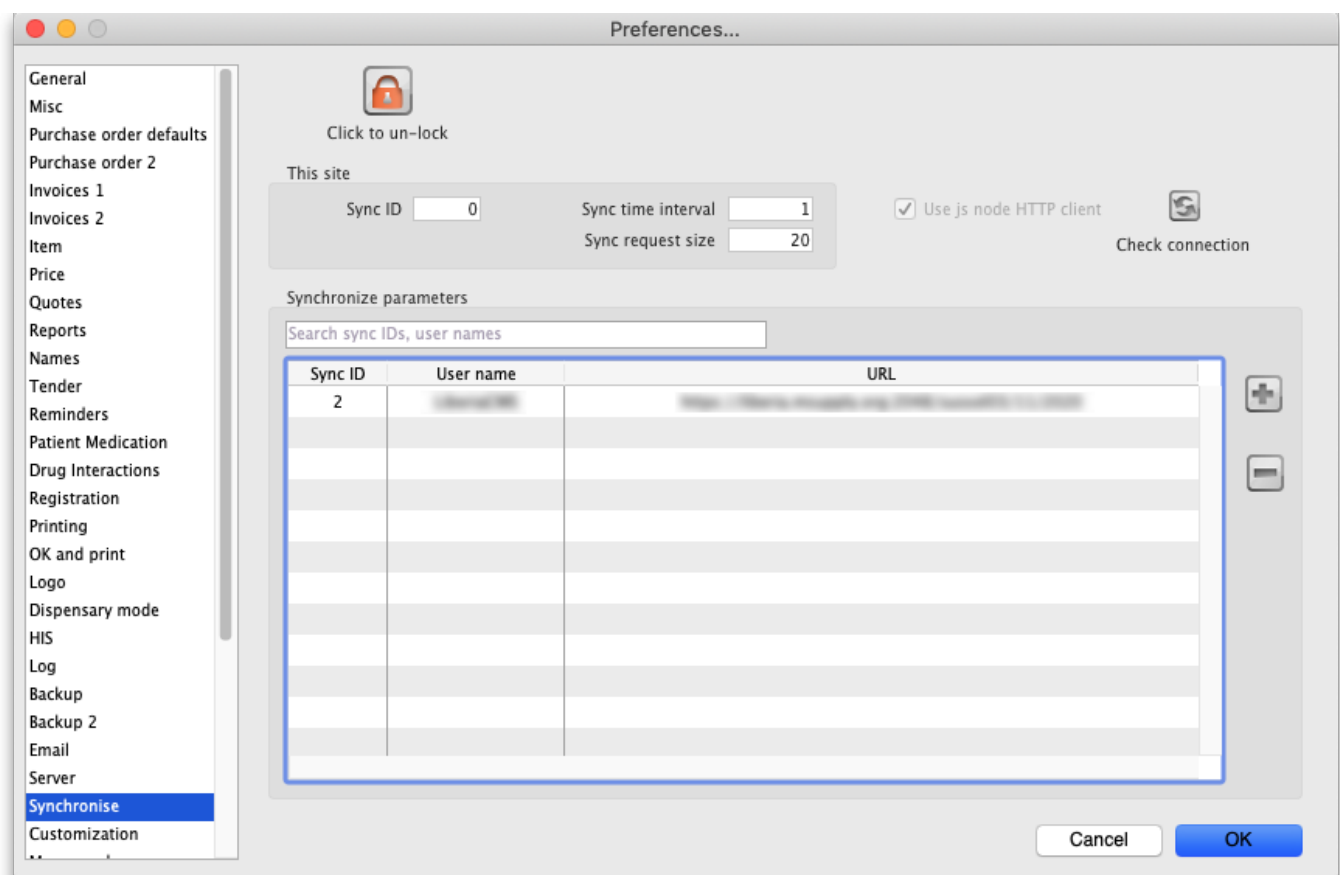 Preferences...
General
Misc
Purchase order defaults
Purchase order 2
Invoices 1
Invoices 2
Item
Price
Quotes
Reports
Names
Tender
Reminders
Patient Medication
Drug Interactions
Registration
Printing
OK and print
Logo
Dispensary mode
HIS
Log
Backup
Backup 2
Email
Server
Synchronise
Customization
Click to un-lock
This site
Sync ID 0 Sync time interval 1
Sync request size 20
Use js node HTTP client
Check connection
Synchronize parameters
Search sync IDs, user names
Sync ID User name URL
2
Cancel OK